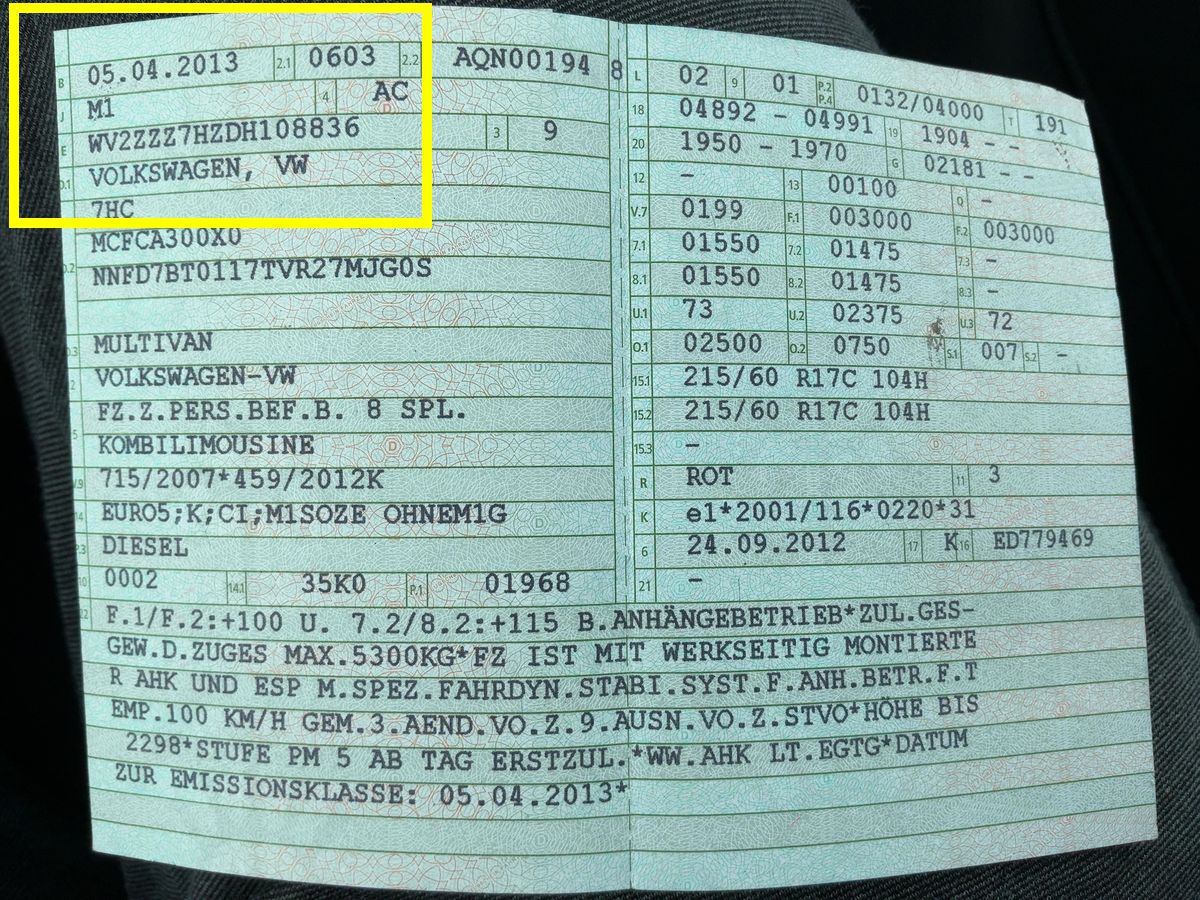 B 05.04.2013 2.1 0603 2.2 AQN00194 8
J M1 4 AC
E WV2ZZZ7HZDH108836 3 9
D.1 VOLKSWAGEN, VW
7HC
MCFCA300X0
D.2 NNFD7BT0117TVR27MJG0S
D.3 MULTIVAN
2 VOLKSWAGEN-VW
FZ.Z.PERS.BEF.B. 8 SPL.
5 KOMBILIMOUSINE
V.9 715/2007*459/2012K
14 EURO5;K;CI;M1SOZE OHNEM1G
P.3 DIESEL
10 0002 14.1 35K0 P.1 01968
L 02 9 01 P.2 P.4 0132/04000 T 191
18 04892 - 04991 19 1904 - -
20 1950 - 1970 G 02181 - -
12 - 13 00100 Q -
V.7 0199 F.1 003000 F.2 003000
7.1 01550 7.2 01475 7.3 -
8.1 01550 8.2 01475 8.3 -
U.1 73 U.2 02375 U.3 72
O.1 02500 O.2 0750 S.1 007 S.2 -
15.1 215/60 R17C 104H
15.2 215/60 R17C 104H
15.3 -
R ROT 11 3
K e1*2001/116*0220*31
6 24.09.2012 17 K 16 ED779469
21 -
22 F.1/F.2:+100 U. 7.2/8.2:+115 B.ANHÄNGEBETRIEB*ZUL.GES-
GEW.D.ZUGES MAX.5300KG*FZ IST MIT WERKSEITIG MONTIERTE
R AHK UND ESP M.SPEZ.FAHRDYN.STABI.SYST.F.ANH.BETR.F.T
EMP.100 KM/H GEM.3.AEND.VO.Z.9.AUSN.VO.Z.STVO*HÖHE BIS
2298*STUFE PM 5 AB TAG ERSTZUL.*WW.AHK LT.EGTG*DATUM
ZUR EMISSIONSKLASSE: 05.04.2013*